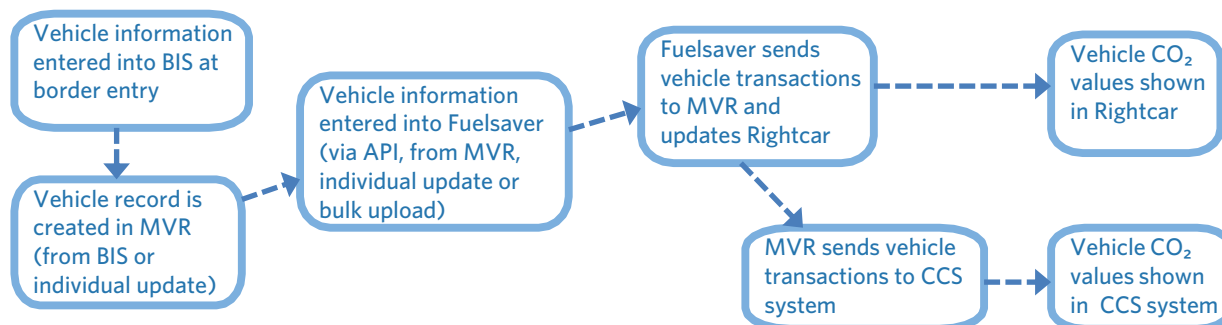 Vehicle information
entered into BIS at
border entry
Vehicle record is
created in MVR
(from BIS or
individual update)
Vehicle information
entered into Fuelsaver
(via API, from MVR,
individual update or
bulk upload)
Fuelsaver sends
vehicle transactions
to MVR and
updates Rightcar
Vehicle CO₂
values shown
in Rightcar
MVR sends vehicle
transactions to CCS
system
Vehicle CO₂
values shown
in CCS system